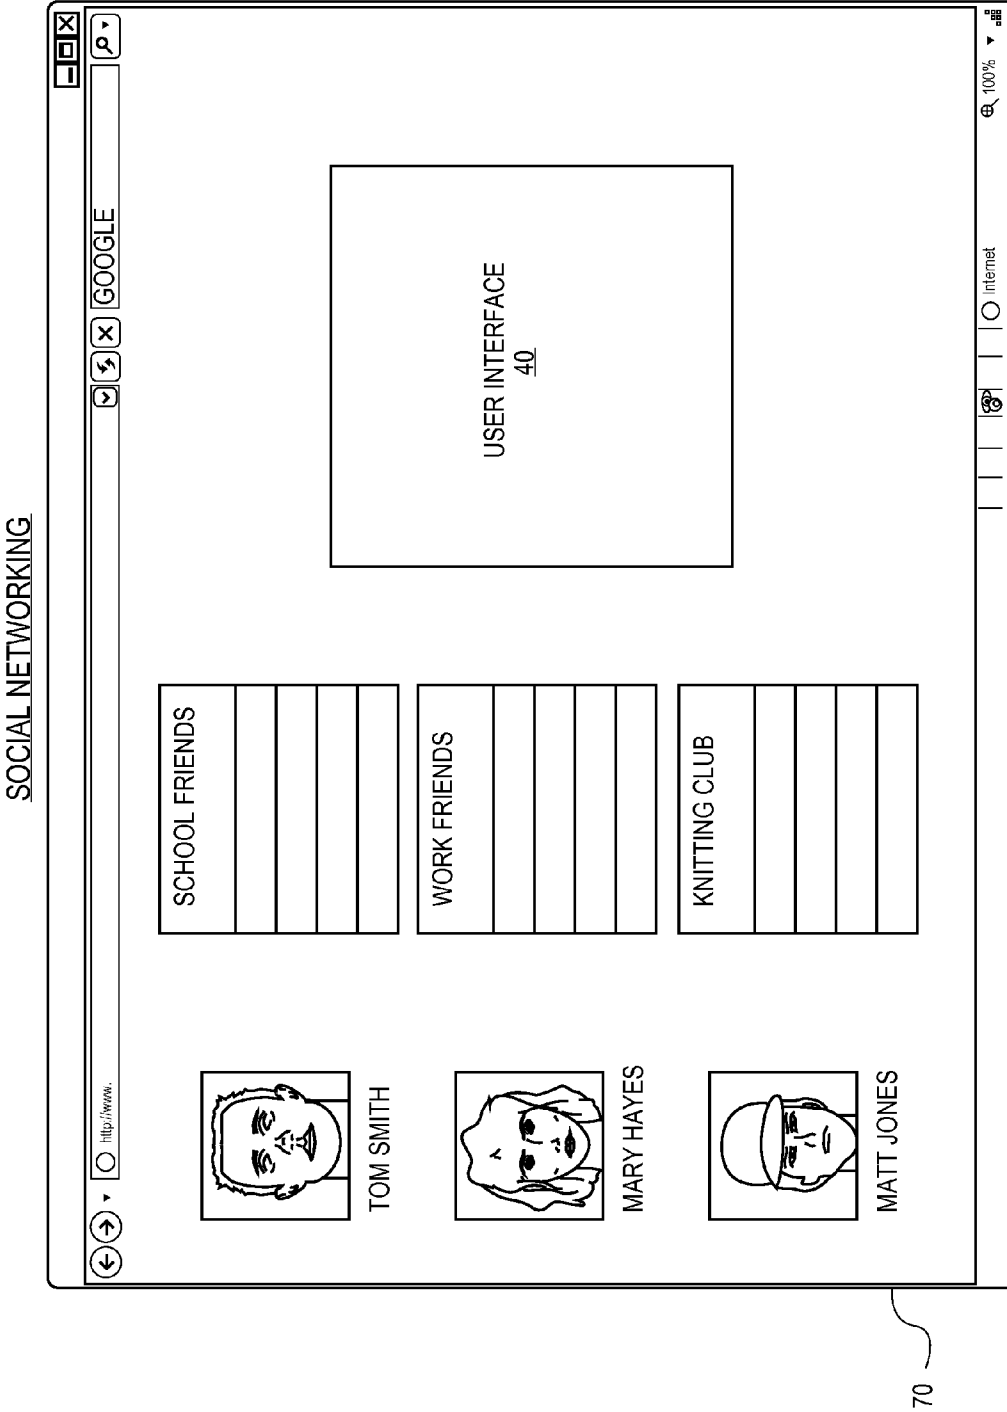 SOCIAL NETWORKING
http://www.
GOOGLE
TOM SMITH
MARY HAYES
MATT JONES
SCHOOL FRIENDS
WORK FRIENDS
KNITTING CLUB
USER INTERFACE
40
Internet
100%
70